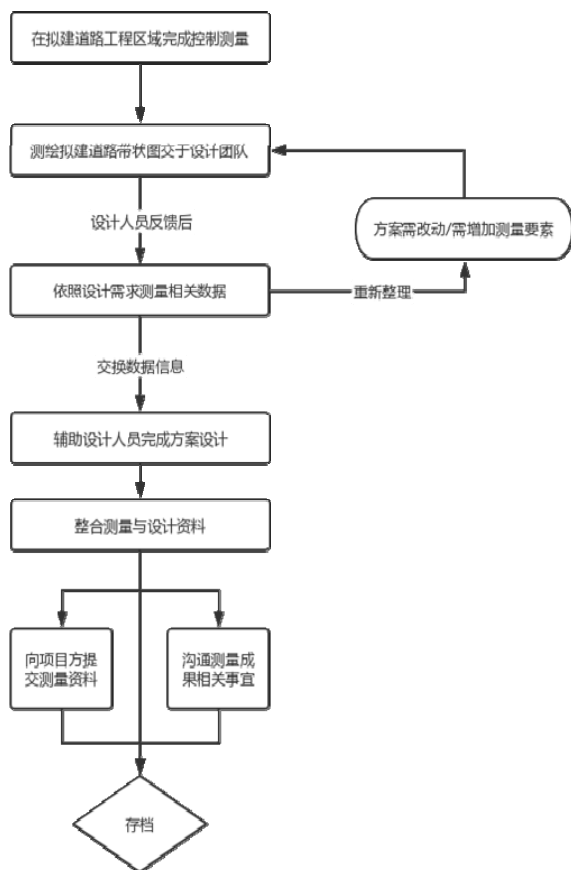 在拟建道路工程区域完成控制测量
测绘拟建道路带状图交于设计团队
设计人员反馈后
方案需改动/需增加测量要素
依照设计需求测量相关数据
重新整理
交换数据信息
辅助设计人员完成方案设计
整合测量与设计资料
向项目方提
交测量资料
沟通测量成
果相关事宜
存档